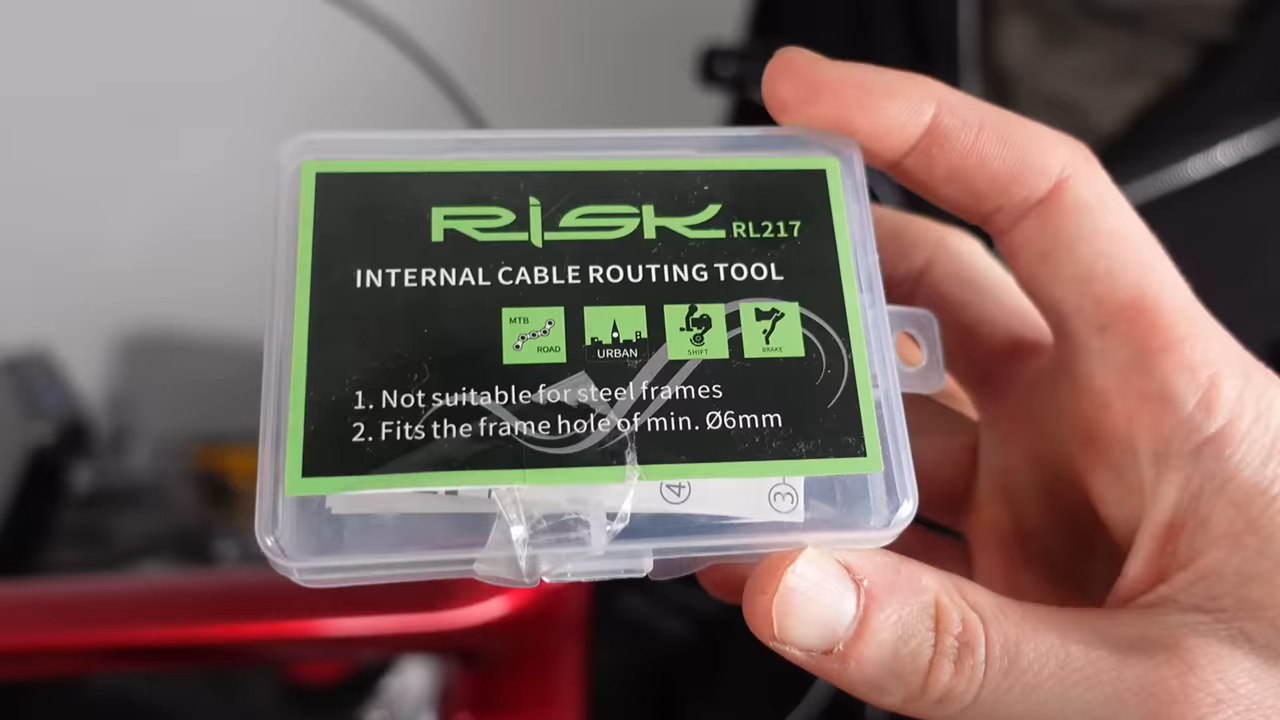 RISK RL217
INTERNAL CABLE ROUTING TOOL
MTB
ROAD
URBAN
SHIFT
BRAKE
1. Not suitable for steel frames
2. Fits the frame hole of min. Ø6mm
④
③